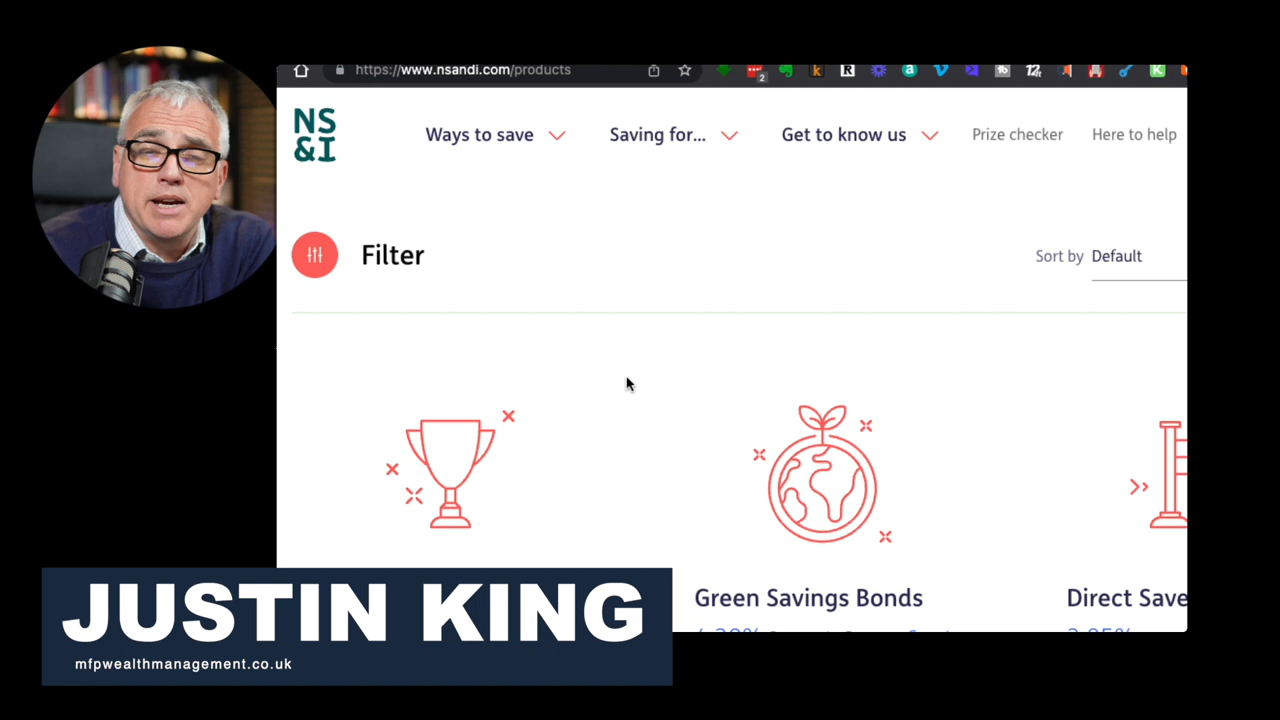 https://www.nsandi.com/products
2
NS
&I
Ways to save
Saving for...
Get to know us
Prize checker
Here to help
Filter
Sort by Default
Green Savings Bonds
Direct Save
JUSTIN KING
mfpwealthmanagement.co.uk